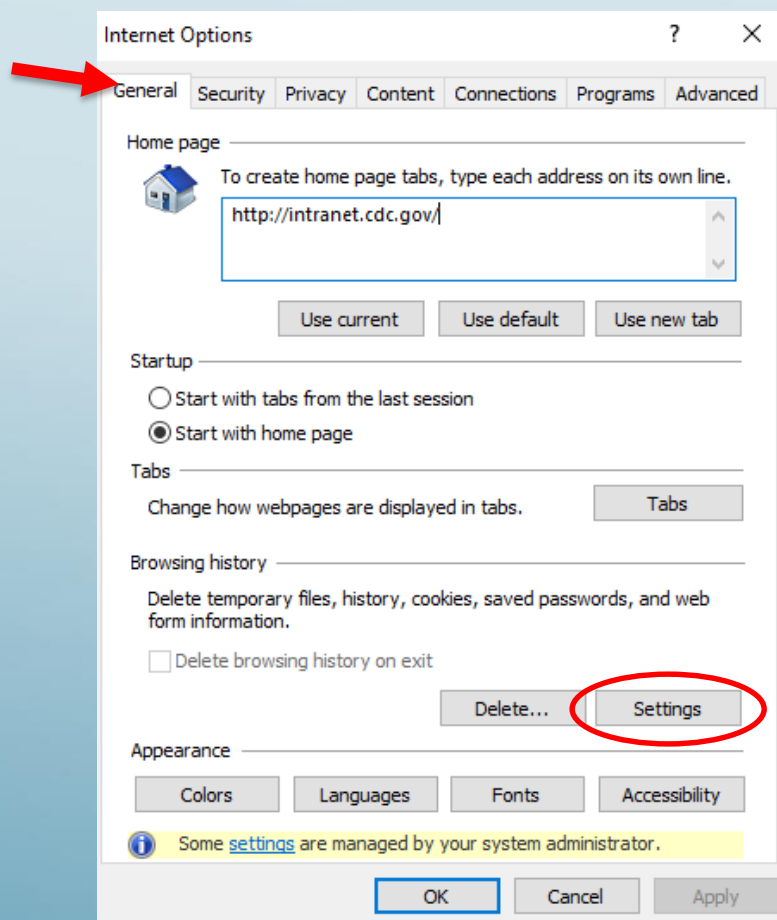 Internet Options ?
General Security Privacy Content Connections Programs Advanced
Home page
To create home page tabs, type each address on its own line.
http://intranet.cdc.gov/
Use current Use default Use new tab
Startup
Start with tabs from the last session
Start with home page
Tabs
Change how webpages are displayed in tabs. Tabs
Browsing history
Delete temporary files, history, cookies, saved passwords, and web
form information.
Delete browsing history on exit
Delete... Settings
Appearance
Colors Languages Fonts Accessibility
Some settings are managed by your system administrator.
OK Cancel Apply